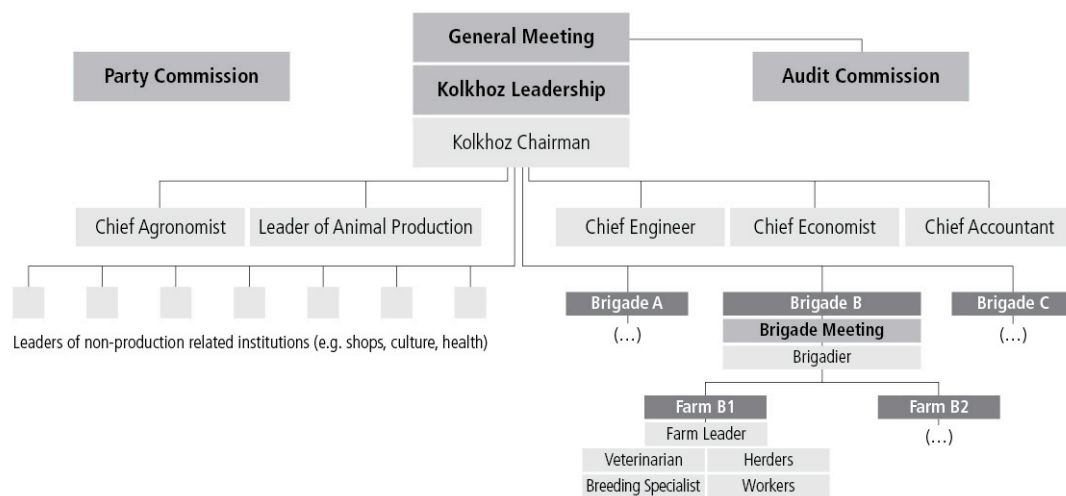 General Meeting
Party Commission
Audit Commission
Kolkhoz Leadership
Kolkhoz Chairman
Chief Agronomist
Leader of Animal Production
Chief Engineer
Chief Economist
Chief Accountant
Leaders of non-production related institutions (e.g. shops, culture, health)
Brigade A
(...)
Brigade B
Brigade Meeting
Brigadier
Brigade C
(...)
Farm B1
Farm Leader
Veterinarian
Herders
Breeding Specialist
Workers
Farm B2
(...)